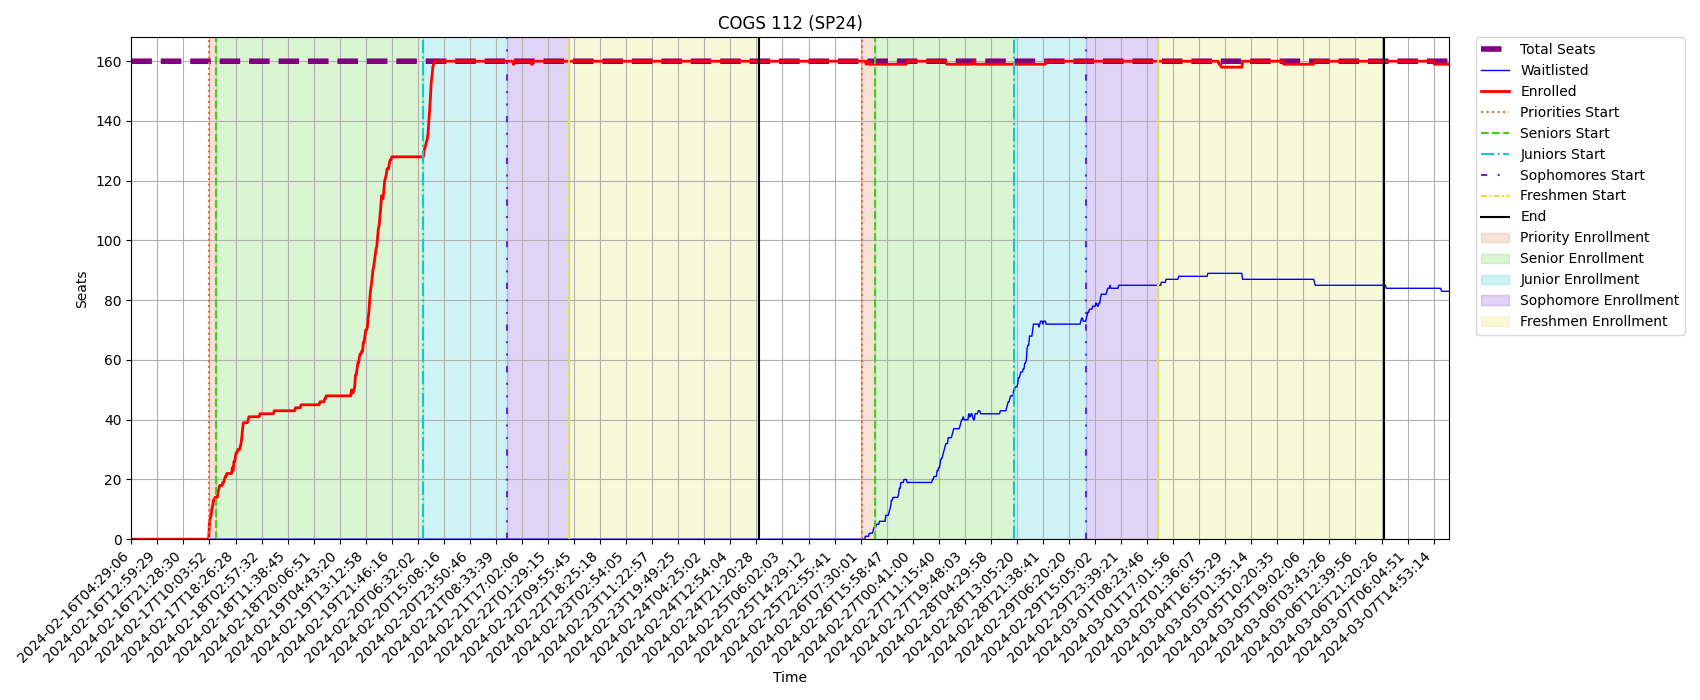 COGS 112 (SP24)
Seats
160
140
120
100
80
60
40
20
0
2024-02-16T04:29:06
2024-02-16T12:59:29
2024-02-16T21:28:30
2024-02-17T10:03:52
2024-02-17T18:26:28
2024-02-18T02:57:32
2024-02-18T11:38:45
2024-02-18T20:06:51
2024-02-19T04:43:20
2024-02-19T13:12:58
2024-02-19T21:46:16
2024-02-20T06:32:02
2024-02-20T15:08:16
2024-02-20T23:50:46
2024-02-21T08:33:39
2024-02-21T17:02:06
2024-02-22T01:29:15
2024-02-22T09:55:45
2024-02-22T18:25:18
2024-02-23T02:54:05
2024-02-23T11:22:57
2024-02-23T19:49:25
2024-02-24T04:25:02
2024-02-24T12:54:04
2024-02-24T21:20:28
2024-02-25T06:02:03
2024-02-25T14:29:12
2024-02-25T22:55:41
2024-02-26T07:30:01
2024-02-26T15:58:47
2024-02-27T00:41:00
2024-02-27T11:15:40
2024-02-27T19:48:03
2024-02-28T04:29:58
2024-02-28T13:05:20
2024-02-28T21:38:41
2024-02-29T06:20:20
2024-02-29T15:05:02
2024-02-29T23:39:21
2024-03-01T08:23:46
2024-03-01T17:01:56
2024-03-02T01:36:07
2024-03-04T16:55:29
2024-03-05T01:35:14
2024-03-05T10:20:35
2024-03-05T19:02:06
2024-03-06T03:43:26
2024-03-06T12:39:56
2024-03-06T21:20:26
2024-03-07T06:04:51
2024-03-07T14:53:14
Time
Total Seats
Waitlisted
Enrolled
Priorities Start
Seniors Start
Juniors Start
Sophomores Start
Freshmen Start
End
Priority Enrollment
Senior Enrollment
Junior Enrollment
Sophomore Enrollment
Freshmen Enrollment